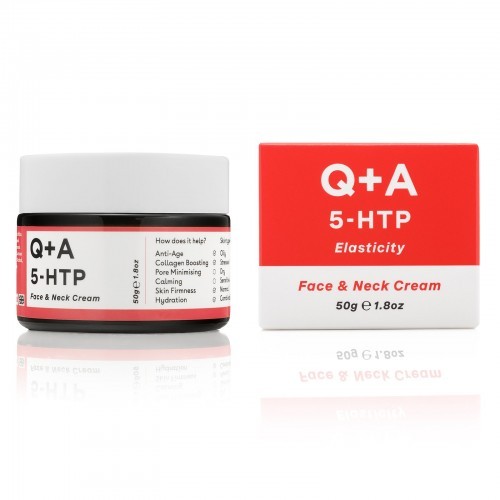 Q+A
5-HTP
Face & Neck Cream
50g e 1.8oz
How does it help?
Anti-Age
Collagen Boosting
Pore Minimising
Calming
Skin Firmness
Hydration
Oily
Dry
Q+A
5-HTP
Elasticity
Face & Neck Cream
50g e 1.8oz